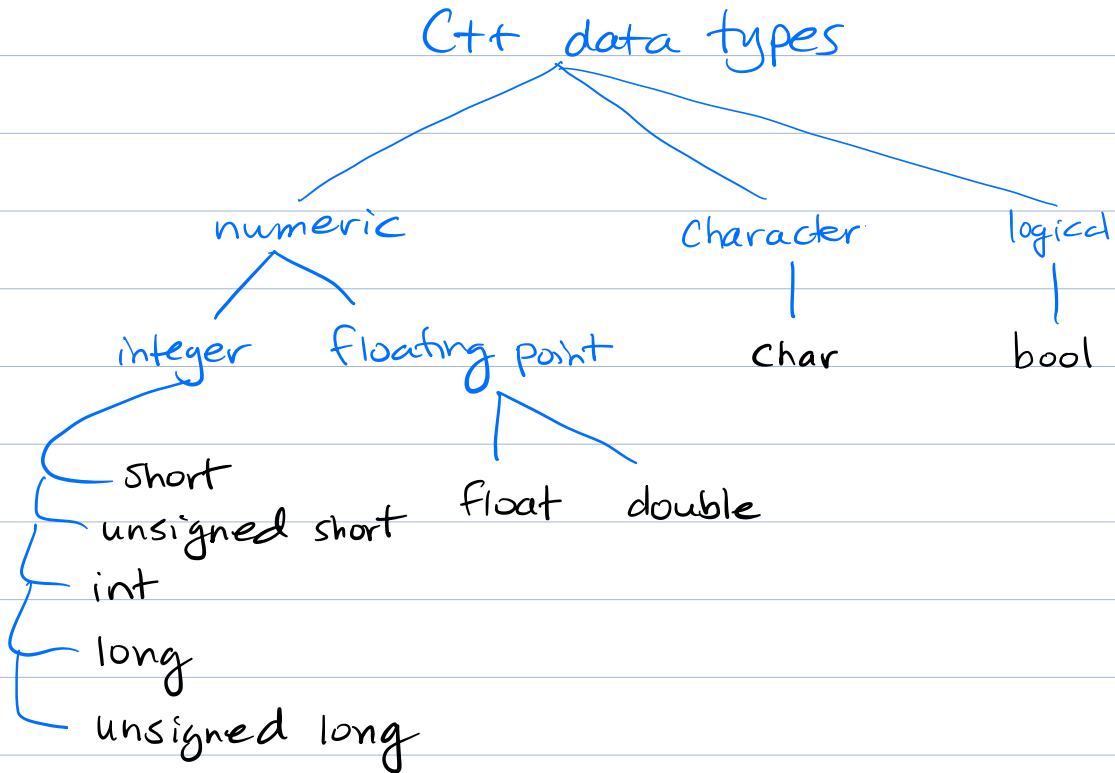 C++ data types
numeric
Character
logical
integer
floating point
char
bool
short
float
double
unsigned short
int
long
unsigned long